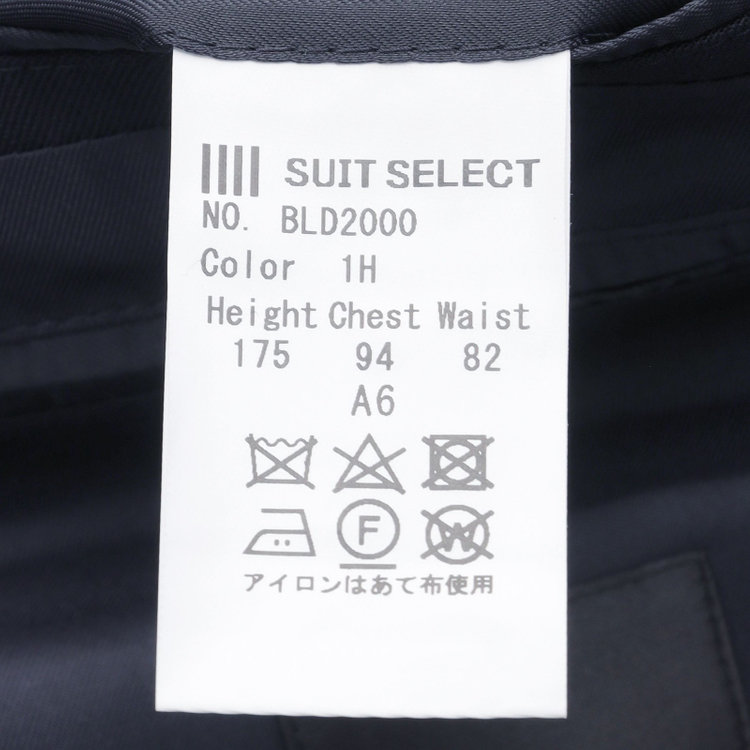 SUIT SELECT
NO. BLD2000
Color 1H
Height Chest Waist
175 94 82
A6
F
W
アイロンはあて布使用